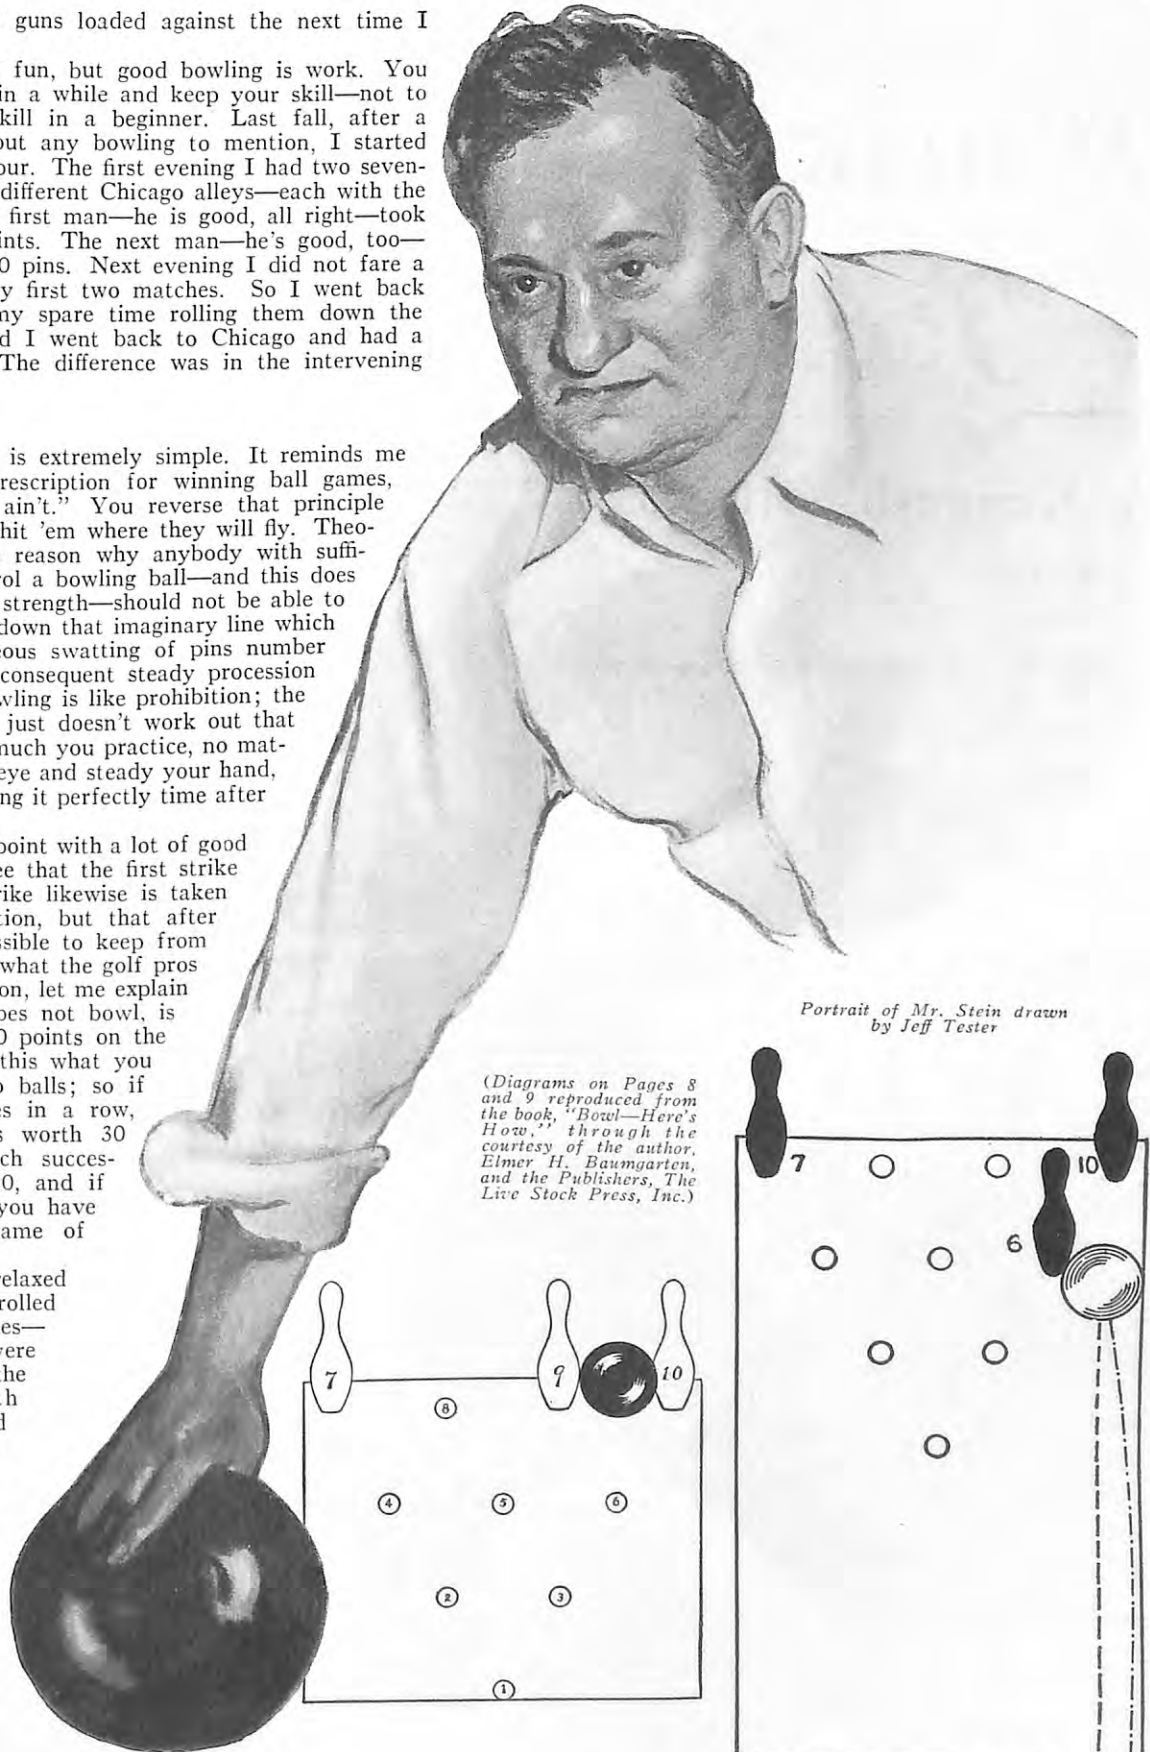 guns loaded against the next time I
fun, but good bowling is work. You
in a while and keep your skill—not to
kill in a beginner. Last fall, after a
out any bowling to mention, I started
our. The first evening I had two seven-
different Chicago alleys—each with the
first man—he is good, all right—took
ints. The next man—he's good, too—
0 pins. Next evening I did not fare a
y first two matches. So I went back
my spare time rolling them down the
d I went back to Chicago and had a
The difference was in the intervening
is extremely simple. It reminds me
rescription for winning ball games,
ain't." You reverse that principle
hit 'em where they will fly. Theo-
reason why anybody with suffi-
rol a bowling ball—and this does
strength—should not be able to
down that imaginary line which
eous swatting of pins number
consequent steady procession
wling is like prohibition; the
just doesn't work out that
much you practice, no mat-
eye and steady your hand,
ng it perfectly time after
point with a lot of good
ee that the first strike
rike likewise is taken
tion, but that after
ssible to keep from
what the golf pros
on, let me explain
oes not bowl, is
0 points on the
this what you
o balls; so if
es in a row,
s worth 30
ch succes-
0, and if
you have
ame of
relaxed
rolled
es—
were
the
h
d
Portrait of Mr. Stein drawn
by Jeff Tester
(Diagrams on Pages 8
and 9 reproduced from
the book, "Bowl—Here's
How," through the
courtesy of the author,
Elmer H. Baumgarten,
and the Publishers, The
Live Stock Press, Inc.)
7 9 10
8
4 5 6
2 3
1
7 10
6